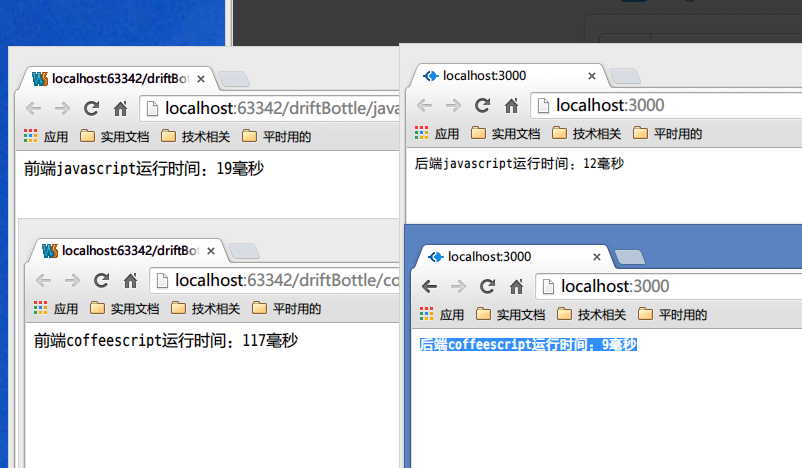 localhost:63342/driftBot
localhost:63342/driftBottle/java
应用 实用文档 技术相关 平时用的
前端javascript运行时间：19毫秒
localhost:3000
localhost:3000
应用 实用文档 技术相关 平时用的
后端javascript运行时间：12毫秒
localhost:63342/driftBot
localhost:63342/driftBottle/co
应用 实用文档 技术相关 平时用的
前端coffeescript运行时间：117毫秒
localhost:3000
localhost:3000
应用 实用文档 技术相关 平时用的
后端coffeescript运行时间：9毫秒